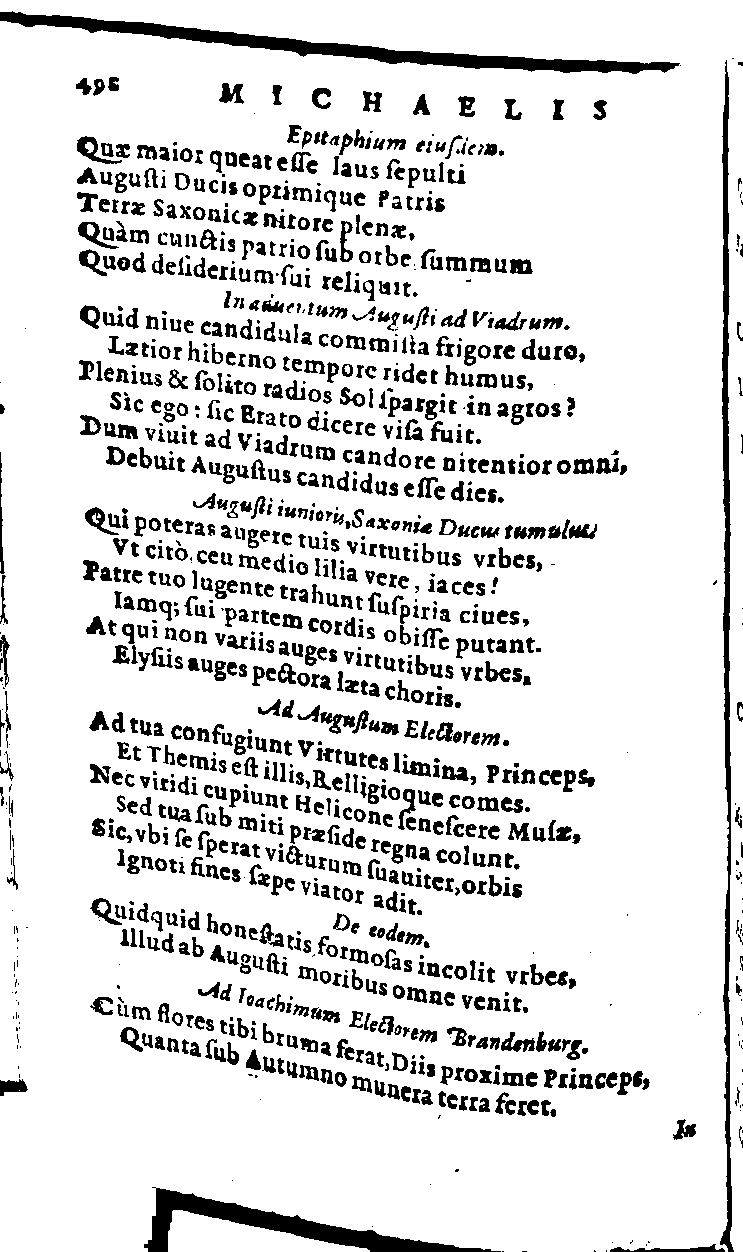 498 MICHAELIS
Epitaphium eiusdem.
Quæ maior queat eſſe laus ſepulti
Auguſti Ducis optimique Patris
Terræ Saxonicæ nitore plenæ,
Quàm cunctis patrio ſub orbe ſummum
Quod deſiderium ſui reliquit.
In aduentum Auguſti ad Viadrum.
Quid niue candidula commiſta frigore duro,
Lætior hiberno tempore ridet humus,
Plenius & ſolito radios Sol ſpargit in agros?
Sic ego: ſic Erato dicere viſa fuit.
Dum viuit ad Viadrum candore nitentior omni,
Debuit Auguſtus candidus eſſe dies.
Auguſti iunioris, Saxoniæ Ducis tumulus
Qui poteras augere tuis virtutibus vrbes,
Vt citò, ceu medio lilia vere, iaces!
Patre tuo lugente trahunt ſuſpiria ciues,
Iamq; ſui partem cordis obiſſe putant.
At qui non variis auges virtutibus vrbes,
Elyſiis auges pectora læta choris.
Ad Auguſtum Electorem.
Ad tua confugiunt Virtutes limina, Princeps,
Et Themis eſt illis, Relligioque comes.
Nec viridi cupiunt Helicone ſeneſcere Muſæ,
Sed tua ſub miti præſide regna colunt.
Sic, vbi ſe ſperat victurum ſuauiter, orbis
Ignoti fines ſæpe viator adit.
De eodem.
Quidquid honeſtatis formoſas incolit vrbes,
Illud ab Auguſti moribus omne venit.
Ad Ioachimum Electorem Brandenburg.
Cùm flores tibi bruma ferat, Diis proxime Princeps,
Quanta ſub Autumno munera terra feret.
In